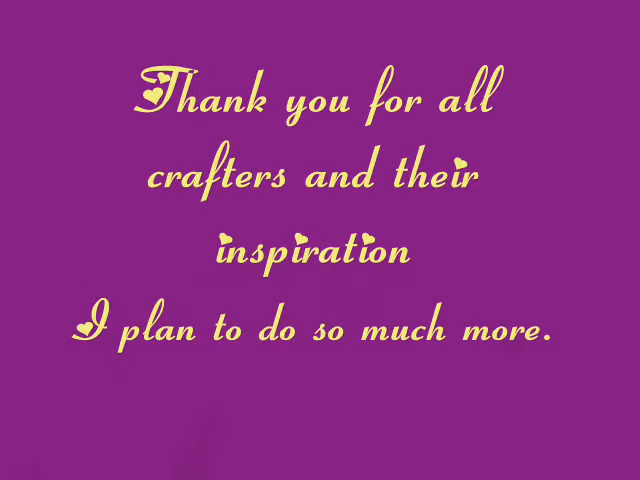 Thank you for all
crafters and their
inspiration
I plan to do so much more.